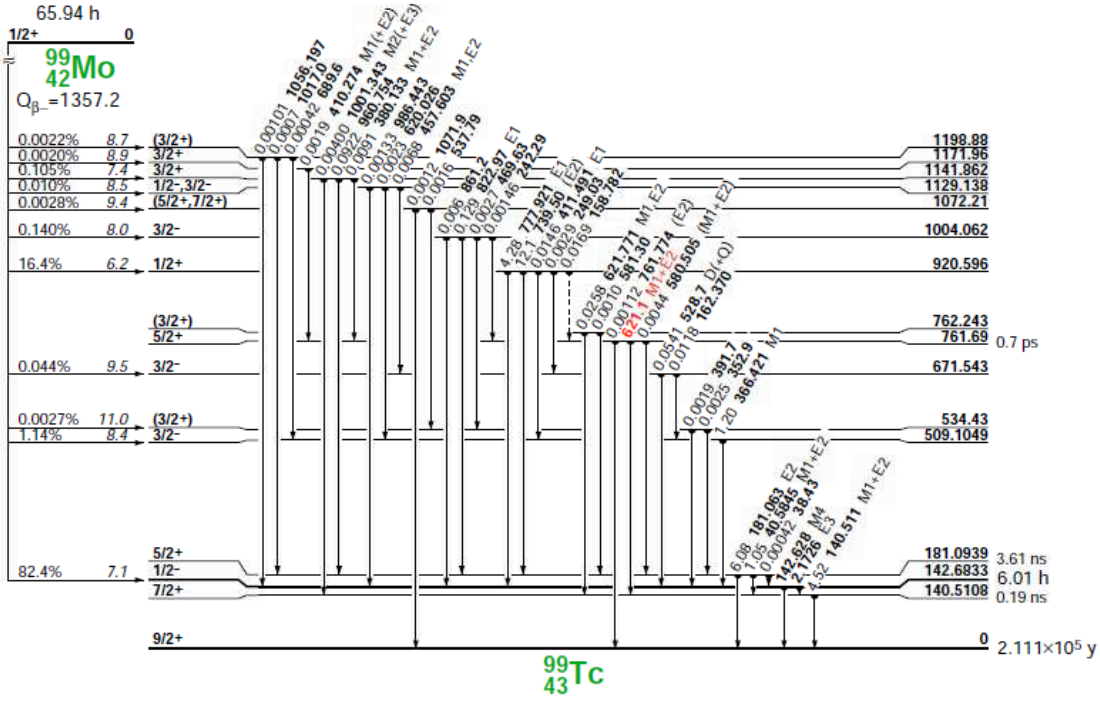 65.94 h
1/2+ 0
99
42Mo
Qβ−=1357.2
0.00101 1056.197
0.0007 1017.0
0.00042 689.6
0.0019 410.274 M1(+E2)
0.00400 1001.343 M2(+E3)
0.0922 960.754
0.0091 380.133 M1+E2
0.00133 986.443
0.0023 620.026
0.0068 457.603 M1,E2
0.0012 1071.9
0.0016 537.79
0.006 861.2
0.129 822.97 E1
0.0027 469.63
0.00146 242.29
4.28 777.921 E1
12.1 739.50 (E2)
0.0146 411.491 E1
0.0029 249.03
0.0169 158.782
0.0258 621.771 M1,E2
0.0010 581.30
0.00112 761.774 (E2)
621.1 M1+E2
0.0044 580.505 (M1+E2)
0.0541 528.7 D(+Q)
0.0118 162.370
0.0019 391.7
0.0025 352.9
1.20 366.421 M1
6.08 181.063 E2
1.05 40.5845 M1+E2
0.00042 38.43
142.628 M4
2.1726 E3
4.52 140.511 M1+E2
0.0022% 8.7 (3/2+) 1198.88
0.0020% 8.9 3/2+ 1171.96
0.105% 7.4 3/2+ 1141.862
0.010% 8.5 1/2-,3/2- 1129.138
0.0028% 9.4 (5/2+,7/2+) 1072.21
0.140% 8.0 3/2- 1004.062
16.4% 6.2 1/2+ 920.596
(3/2+) 762.243
5/2+ 761.69 0.7 ps
0.044% 9.5 3/2- 671.543
0.0027% 11.0 (3/2+) 534.43
1.14% 8.4 3/2- 509.1049
5/2+ 181.0939 3.61 ns
82.4% 7.1 1/2- 142.6833 6.01 h
7/2+ 140.5108 0.19 ns
9/2+ 0 2.111×10⁵ y
99
43Tc